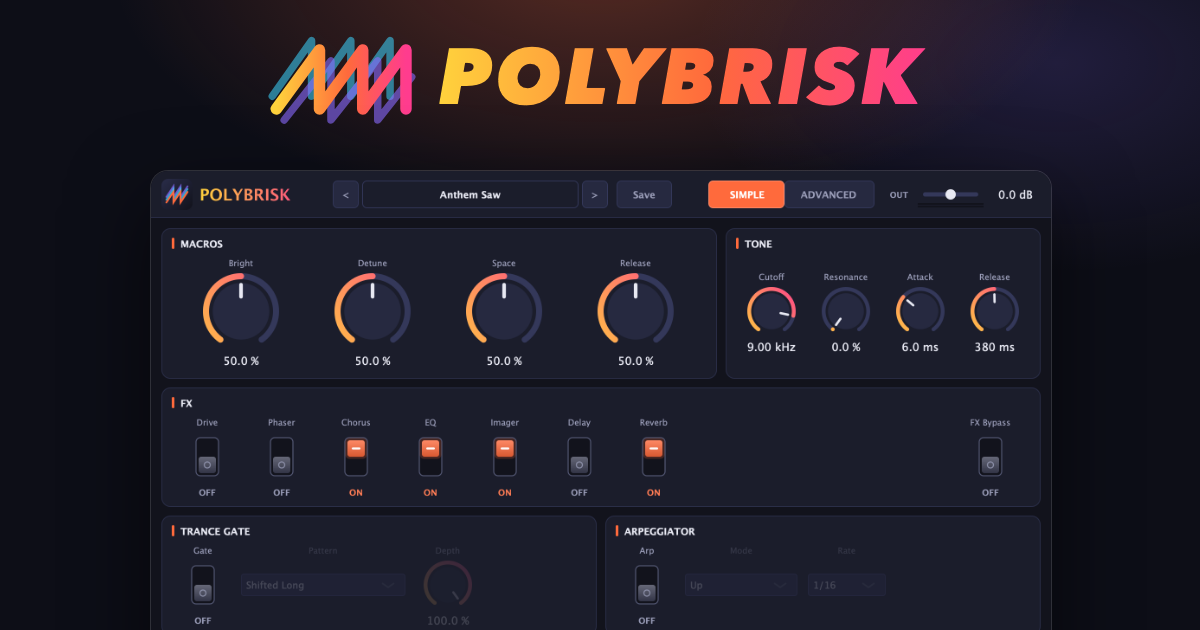 POLYBRISK
POLYBRISK < Anthem Saw > Save SIMPLE ADVANCED OUT 0.0 dB
MACROS
Bright Detune Space Release
50.0 % 50.0 % 50.0 % 50.0 %
TONE
Cutoff Resonance Attack Release
9.00 kHz 0.0 % 6.0 ms 380 ms
FX
Drive Phaser Chorus EQ Imager Delay Reverb FX Bypass
OFF OFF ON ON ON OFF ON OFF
TRANCE GATE
Gate Pattern Depth
Shifted Long
OFF 100.0 %
ARPEGGIATOR
Arp Mode Rate
Up 1/16
OFF